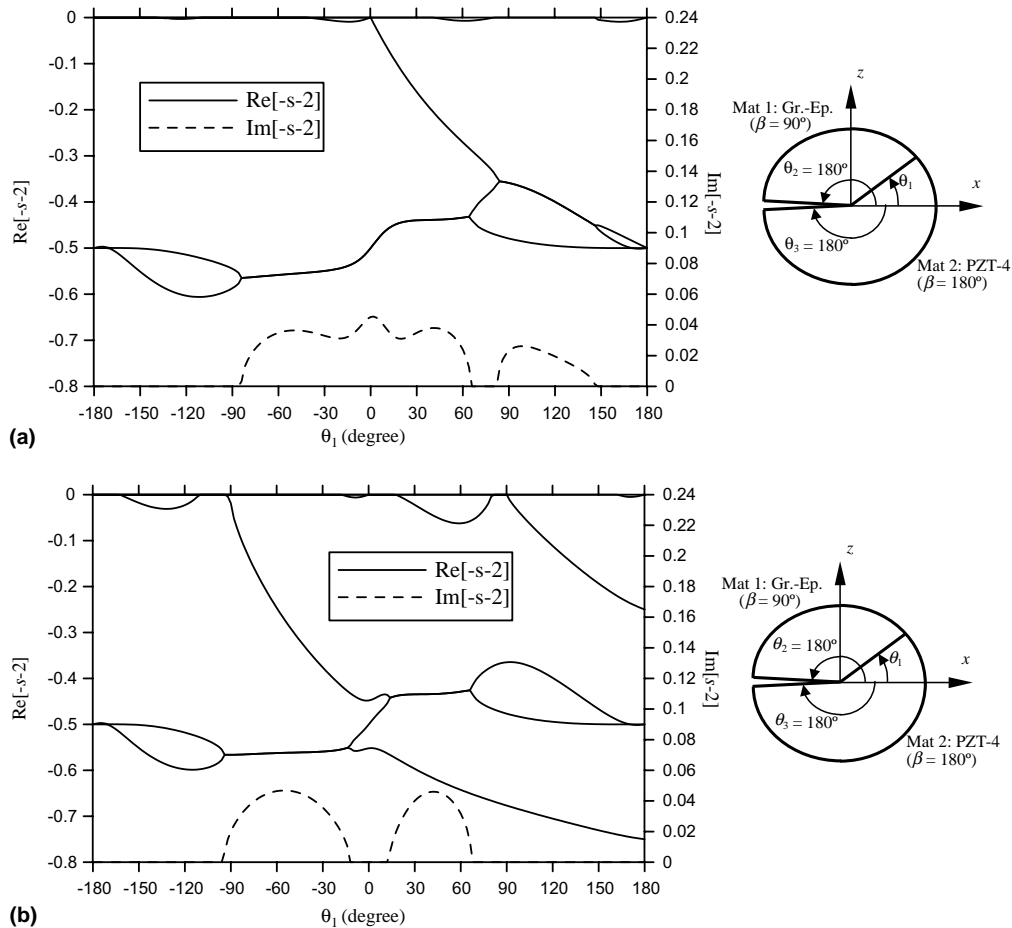 0
-0.1
-0.2
-0.3
-0.4
-0.5
-0.6
-0.7
-0.8
Re[-s-2]
Re[-s-2]
Im[-s-2]
0.24
0.22
0.2
0.18
0.16
0.14
0.12
0.1
0.08
0.06
0.04
0.02
0
Im[-s-2]
-180 -150 -120 -90 -60 -30 0 30 60 90 120 150 180
θ1 (degree)
(a)
z
Mat 1: Gr.-Ep.
(β = 90º)
θ2 = 180º
θ1
x
θ3 = 180º
Mat 2: PZT-4
(β = 180º)
0
-0.1
-0.2
-0.3
-0.4
-0.5
-0.6
-0.7
-0.8
Re[-s-2]
Re[-s-2]
Im[-s-2]
0.24
0.22
0.2
0.18
0.16
0.14
0.12
0.1
0.08
0.06
0.04
0.02
0
Im[-s-2]
-180 -150 -120 -90 -60 -30 0 30 60 90 120 150 180
θ1 (degree)
(b)
z
Mat 1: Gr.-Ep.
(β = 90º)
θ2 = 180º
θ1
x
θ3 = 180º
Mat 2: PZT-4
(β = 180º)